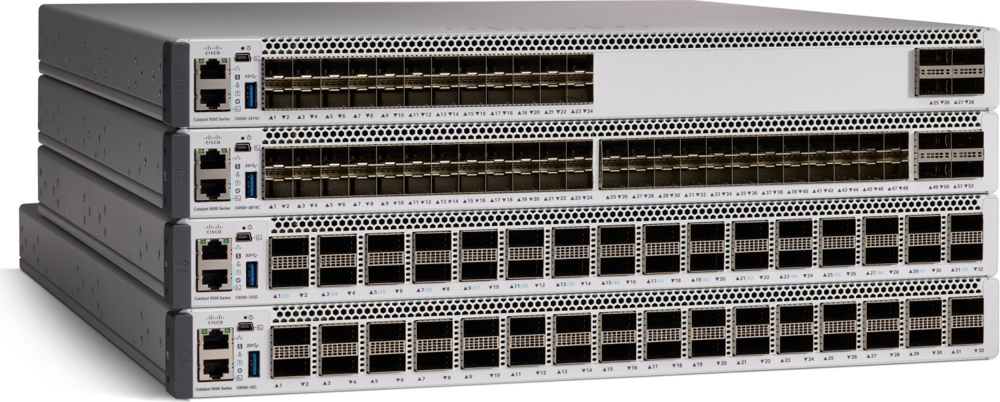 CISCO
SS
Catalyst 9500 Series C9500-24Y4C
▲1 ▼2 ▲3 ▼4 ▲5 ▼6 ▲7 ▼8 ▲9 ▼10 ▲11 ▼12 ▲13 ▼14 ▲15 ▼16 ▲17 ▼18 ▲19 ▼20 ▲21 ▼22 ▲23 ▼24
▲25 ▼26 ▲27 ▼28
CISCO
SS
Catalyst 9500 Series C9500-48Y4C
▲1 ▼2 ▲3 ▼4 ▲5 ▼6 ▲7 ▼8 ▲9 ▼10 ▲11 ▼12 ▲13 ▼14 ▲15 ▼16 ▲17 ▼18 ▲19 ▼20 ▲21 ▼22 ▲23 ▼24 ▲25 ▼26 ▲27 ▼28 ▲29 ▼30 ▲31 ▼32 ▲33 ▼34 ▲35 ▼36 ▲37 ▼38 ▲39 ▼40 ▲41 ▼42 ▲43 ▼44 ▲45 ▼46 ▲47 ▼48 ▲49 ▼50 ▲51 ▼52
CISCO
SS
Catalyst 9500 Series C9500-32QC
▲1/33 ▼2 ▲3/34 ▼4 ▲5/35 ▼6 ▲7/36 ▼8 ▲9/37 ▼10 ▲11/38 ▼12 ▲13/39 ▼14 ▲15/40 ▼16 ▲17/41 ▼18 ▲19/42 ▼20 ▲21/43 ▼22 ▲23/44 ▼24 ▲25/45 ▼26 ▲27/46 ▼28 ▲29/47 ▼30 ▲31/48 ▼32
CISCO
SS
Catalyst 9500 Series C9500-32C
▲1 ▼2 ▲3 ▼4 ▲5 ▼6 ▲7 ▼8 ▲9 ▼10 ▲11 ▼12 ▲13 ▼14 ▲15 ▼16 ▲17 ▼18 ▲19 ▼20 ▲21 ▼22 ▲23 ▼24 ▲25 ▼26 ▲27 ▼28 ▲29 ▼30 ▲31 ▼32